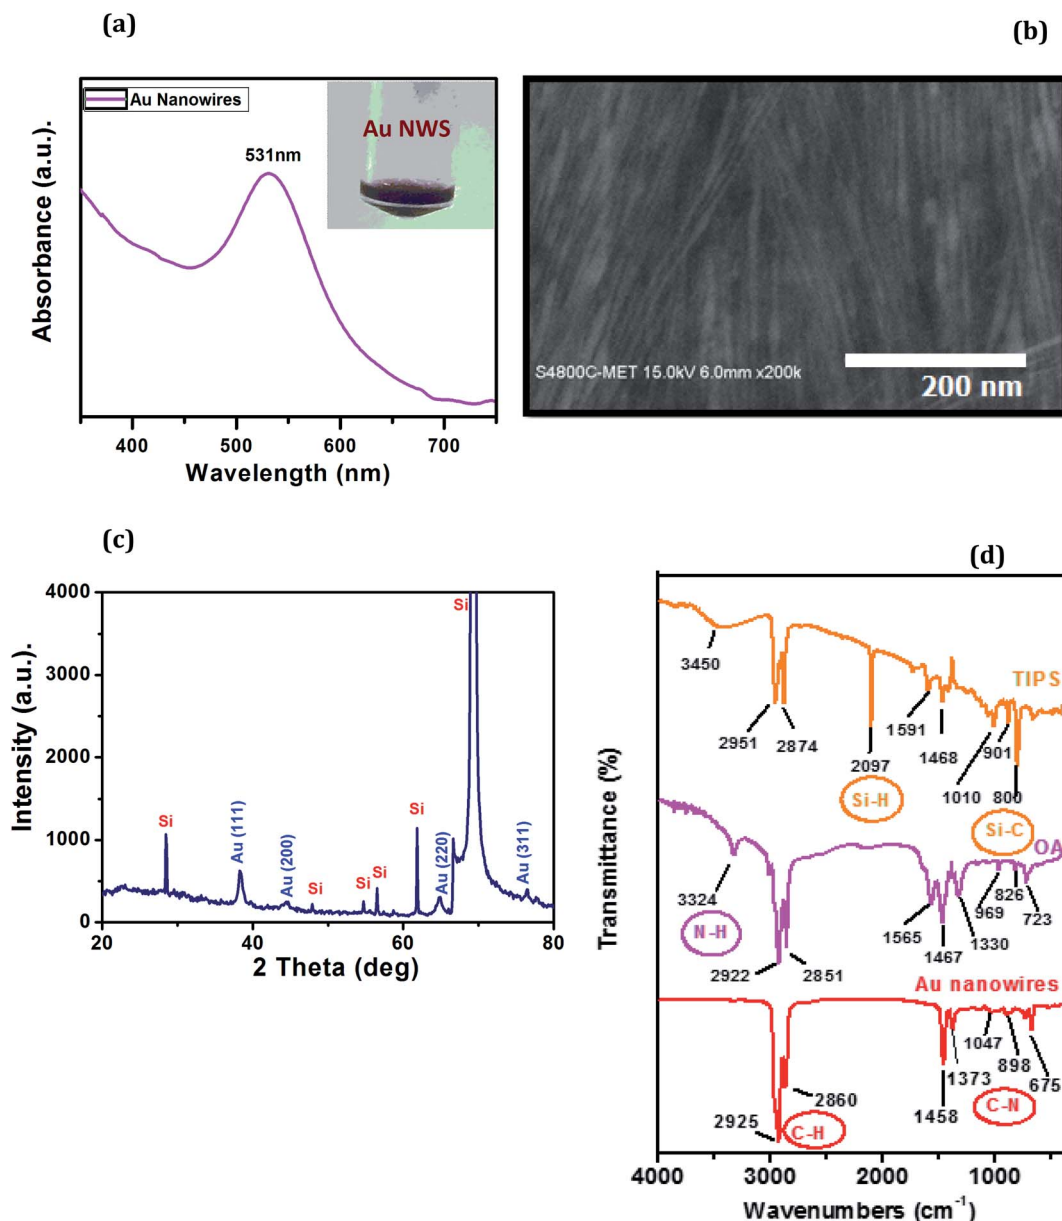 (a)
(b)
Au Nanowires
Au NWS
531nm
Absorbance (a.u.).
400 500 600 700
Wavelength (nm)
S4800C-MET 15.0kV 6.0mm x200k
200 nm
(c)
(d)
4000
3000
2000
1000
0
Intensity (a.u.).
Si
Au (111)
Au (200)
Si
Si
Si
Si
Au (220)
Si
Au (311)
20 40 60 80
2 Theta (deg)
Transmittance (%)
TIPS
3450
2951
2874
2097
1591
1468
1010
901
800
Si-H
Si-C
OA
3324
N-H
2922
2851
1565
1467
1330
969
826
723
Au nanowires
2925
2860
C-H
1458
1373
1047
898
675
C-N
4000 3000 2000 1000
Wavenumbers (cm⁻¹)